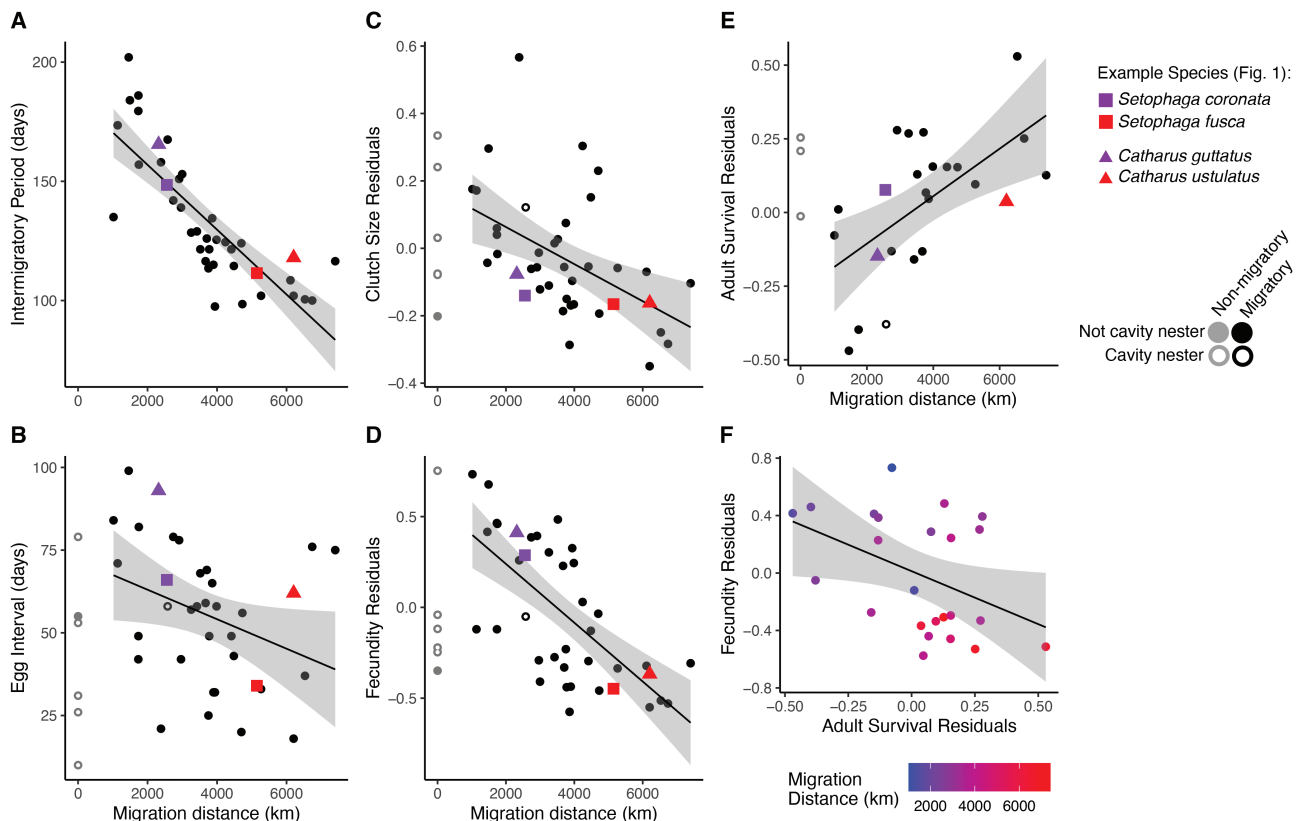 A
Intermigratory Period (days)
200
150
100
0 2000 4000 6000
B
Egg Interval (days)
100
75
50
25
0 2000 4000 6000
Migration distance (km)
C
Clutch Size Residuals
0.6
0.4
0.2
0.0
−0.2
−0.4
0 2000 4000 6000
D
Fecundity Residuals
0.5
0.0
−0.5
0 2000 4000 6000
Migration distance (km)
E
Adult Survival Residuals
0.50
0.25
0.00
−0.25
−0.50
0 2000 4000 6000
Migration distance (km)
Example Species (Fig. 1):
Setophaga coronata
Setophaga fusca
Catharus guttatus
Catharus ustulatus
Non-migratory
Migratory
Not cavity nester
Cavity nester
F
Fecundity Residuals
0.8
0.4
0.0
−0.4
−0.8
−0.50 −0.25 0.00 0.25 0.50
Adult Survival Residuals
Migration
Distance (km)
2000 4000 6000